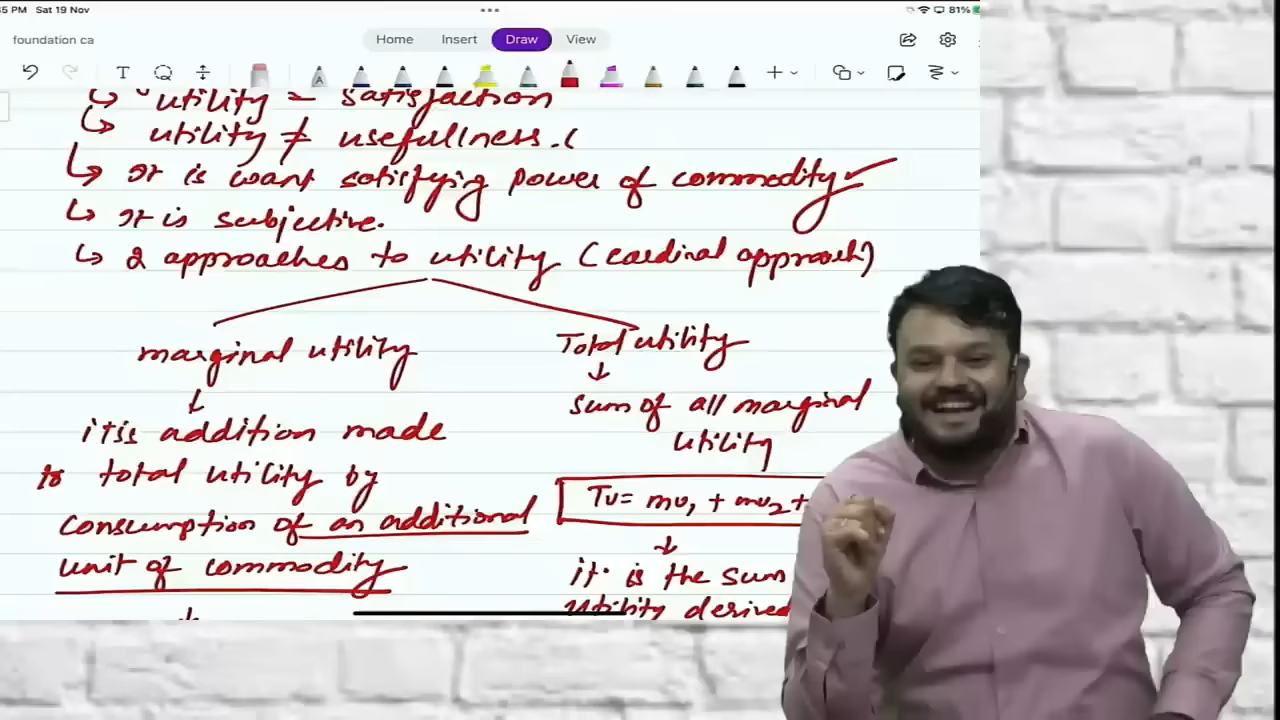 5 PM Sat 19 Nov
81%
foundation ca
Home Insert Draw View
utility = satisfaction
utility ≠ usefullness.(
It is want satisfying power of commodity ✓
It is subjective.
2 approaches to utility (cardinal approach)
marginal utility
Total utility
itis addition made
to total utility by
consumption of an additional
unit of commodity
sum of all marginal
utility
TU= mu1 + mu2 +
it is the sum
utility derived